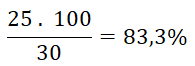 25 . 100
30
= 83,3%